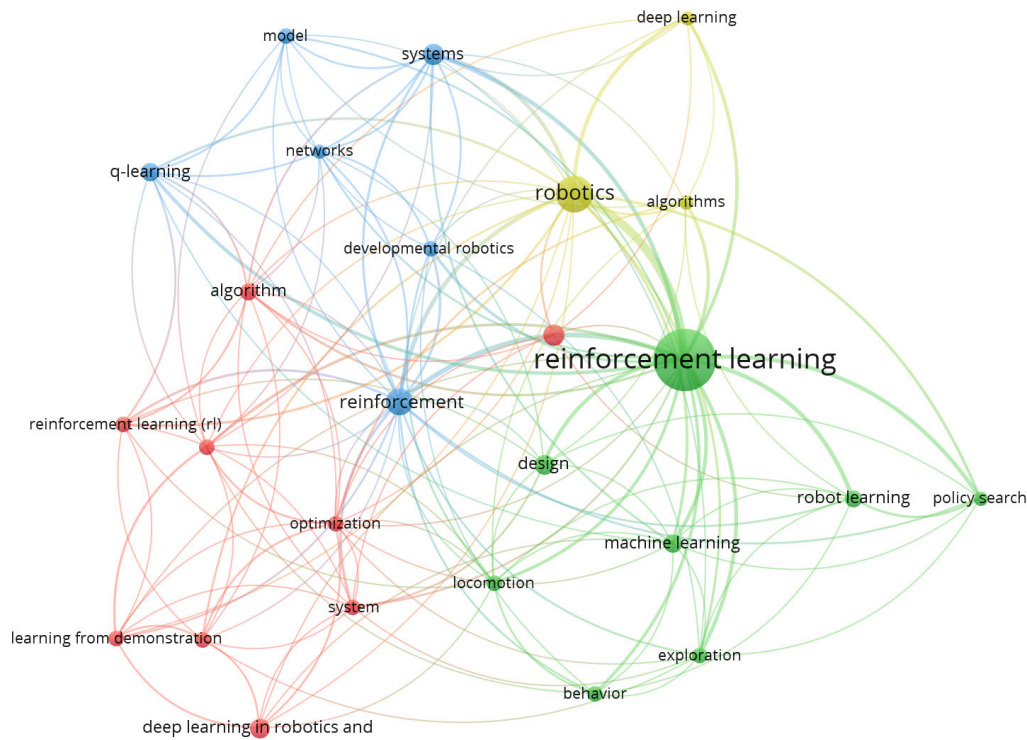 deep learning
model
systems
networks
q-learning
robotics
algorithms
developmental robotics
algorithm
reinforcement learning
reinforcement
reinforcement learning (rl)
design
robot learning
policy search
optimization
machine learning
locomotion
system
learning from demonstration
exploration
behavior
deep learning in robotics and